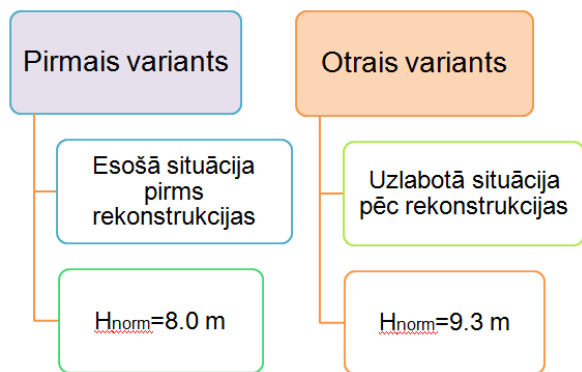 Pirmais variants
Esošā situācija
pirms
rekonstrukcijas
Hnorm=8.0 m
Otrais variants
Uzlabotā situācija
pēc rekonstrukcijas
Hnorm=9.3 m